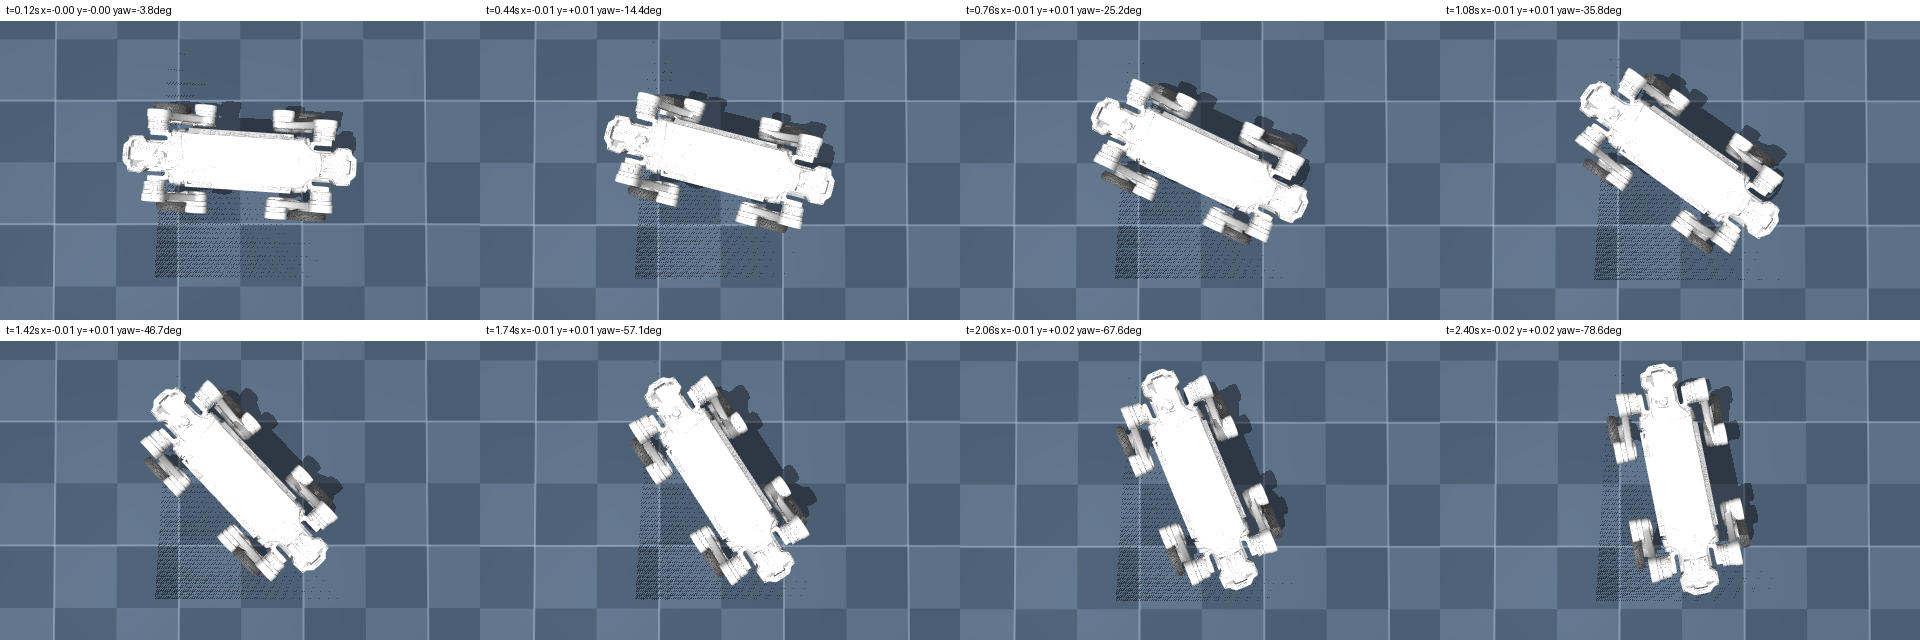 t=0.12s x=-0.00 y=-0.00 yaw=-3.8deg
t=0.44s x=-0.01 y=+0.01 yaw=-14.4deg
t=0.76s x=-0.01 y=+0.01 yaw=-25.2deg
t=1.08s x=-0.01 y=+0.01 yaw=-35.8deg
t=1.42s x=-0.01 y=+0.01 yaw=-46.7deg
t=1.74s x=-0.01 y=+0.01 yaw=-57.1deg
t=2.06s x=-0.01 y=+0.02 yaw=-67.6deg
t=2.40s x=-0.02 y=+0.02 yaw=-78.6deg